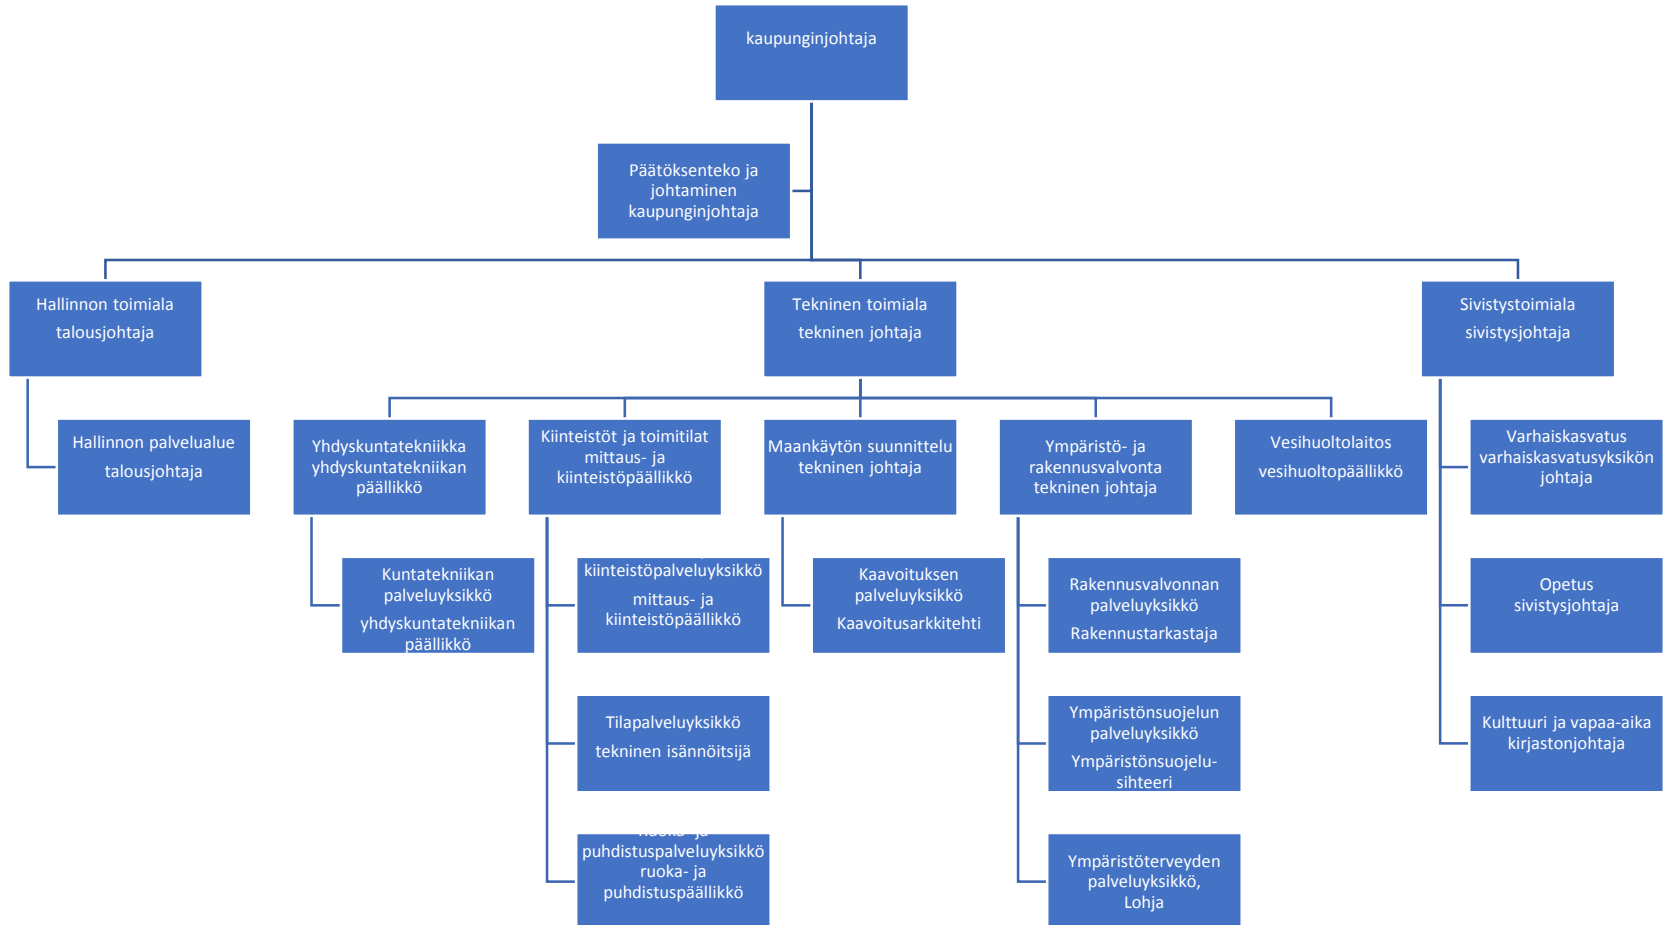 kaupunginjohtaja
Päätöksenteko ja
johtaminen
kaupunginjohtaja
Hallinnon toimiala
talousjohtaja
Tekninen toimiala
tekninen johtaja
Sivistystoimiala
sivistysjohtaja
Hallinnon palvelualue
talousjohtaja
Yhdyskuntatekniikka
yhdyskuntatekniikan
päällikkö
Kiinteistöt ja toimitilat
mittaus- ja
kiinteistöpäällikkö
Maankäytön suunnittelu
tekninen johtaja
Ympäristö- ja
rakennusvalvonta
tekninen johtaja
Vesihuoltolaitos
vesihuoltopäällikkö
Varhaiskasvatus
varhaiskasvatusyksikön
johtaja
Kuntatekniikan
palveluyksikkö
yhdyskuntatekniikan
päällikkö
kiinteistöpalveluyksikkö
mittaus- ja
kiinteistöpäällikkö
Kaavoituksen
palveluyksikkö
Kaavoitusarkkitehti
Rakennusvalvonnan
palveluyksikkö
Rakennustarkastaja
Opetus
sivistysjohtaja
Tilapalveluyksikkö
tekninen isännöitsijä
Ympäristönsuojelun
palveluyksikkö
Ympäristönsuojelu-
sihteeri
Kulttuuri ja vapaa-aika
kirjastonjohtaja
Ruoka- ja
puhdistuspalveluyksikkö
ruoka- ja
puhdistuspäällikkö
Ympäristöterveyden
palveluyksikkö,
Lohja